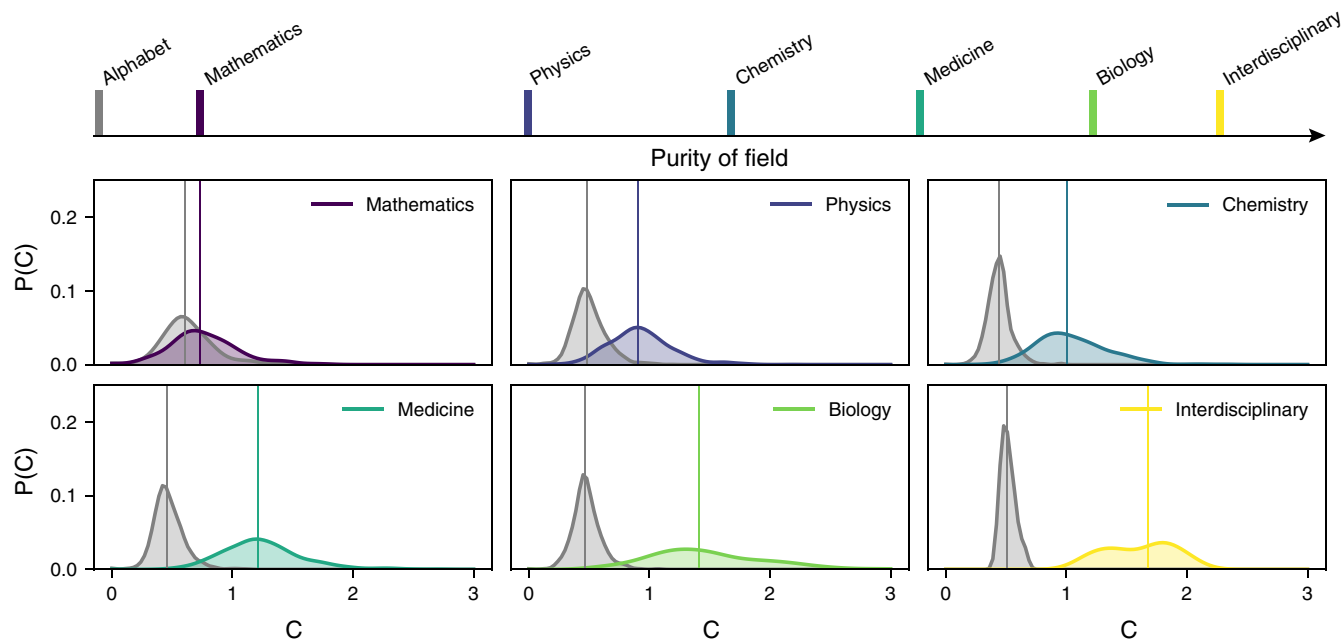 Alphabet
Mathematics
Physics
Chemistry
Medicine
Biology
Interdisciplinary
Purity of field
Mathematics
Physics
Chemistry
P(C)
0.2
0.1
0.0
Medicine
Biology
Interdisciplinary
P(C)
0.2
0.1
0.0
0 1 2 3 0 1 2 3 0 1 2 3
C C C